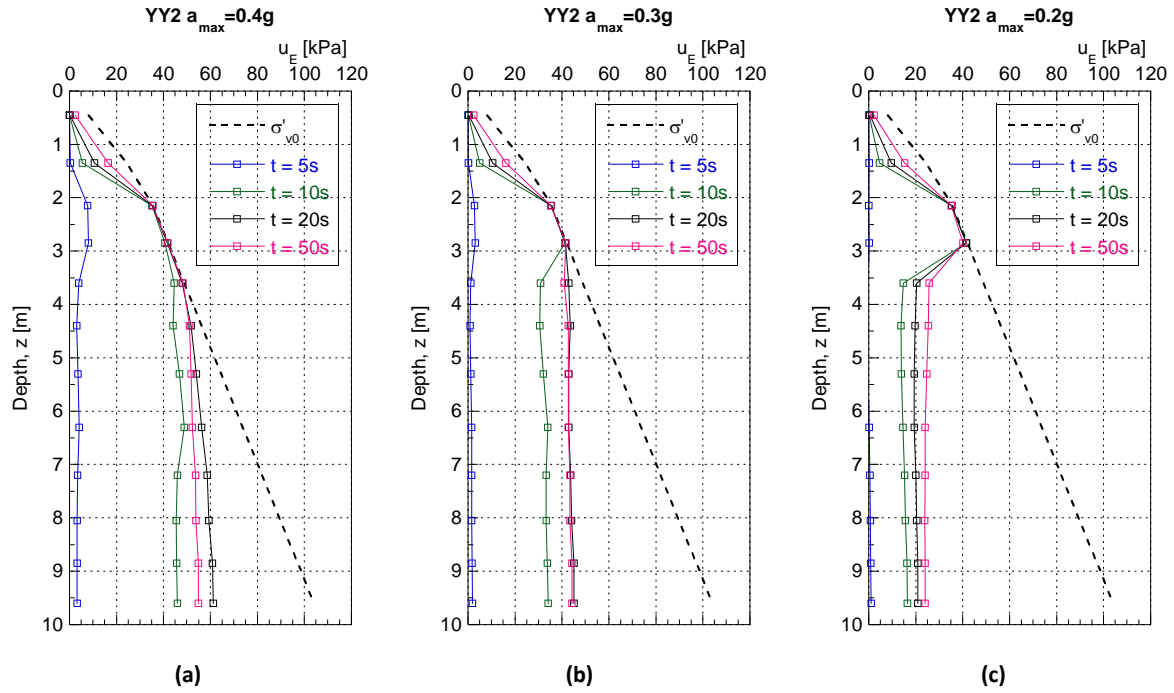 YY2 a_max=0.4g
u_E [kPa]
0 20 40 60 80 100 120
0
1
2
3
4
5
6
7
8
9
10
Depth, z [m]
σ'_v0
t = 5s
t = 10s
t = 20s
t = 50s
(a)
YY2 a_max=0.3g
u_E [kPa]
0 20 40 60 80 100 120
0
1
2
3
4
5
6
7
8
9
10
Depth, z [m]
σ'_v0
t = 5s
t = 10s
t = 20s
t = 50s
(b)
YY2 a_max=0.2g
u_E [kPa]
0 20 40 60 80 100 120
0
1
2
3
4
5
6
7
8
9
10
Depth, z [m]
σ'_v0
t = 5s
t = 10s
t = 20s
t = 50s
(c)